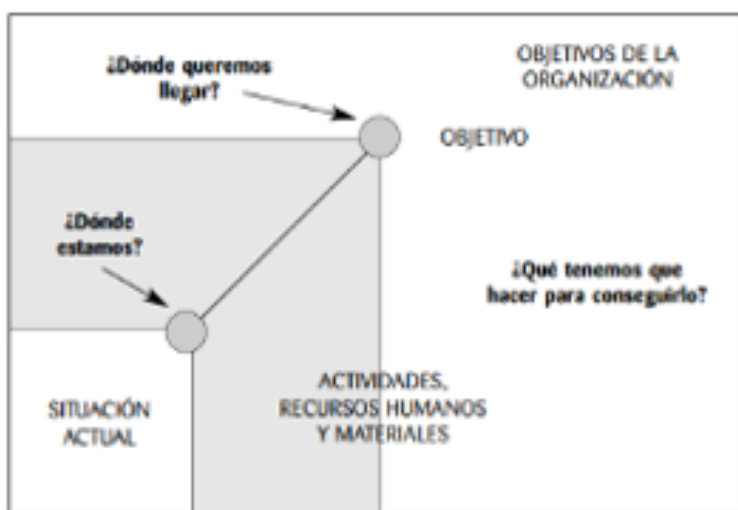 ¿Dónde queremos
llegar?
OBJETIVOS DE LA
ORGANIZACIÓN
OBJETIVO
¿Dónde
estamos?
¿Qué tenemos que
hacer para conseguirlo?
SITUACIÓN
ACTUAL
ACTIVIDADES,
RECURSOS HUMANOS
Y MATERIALES